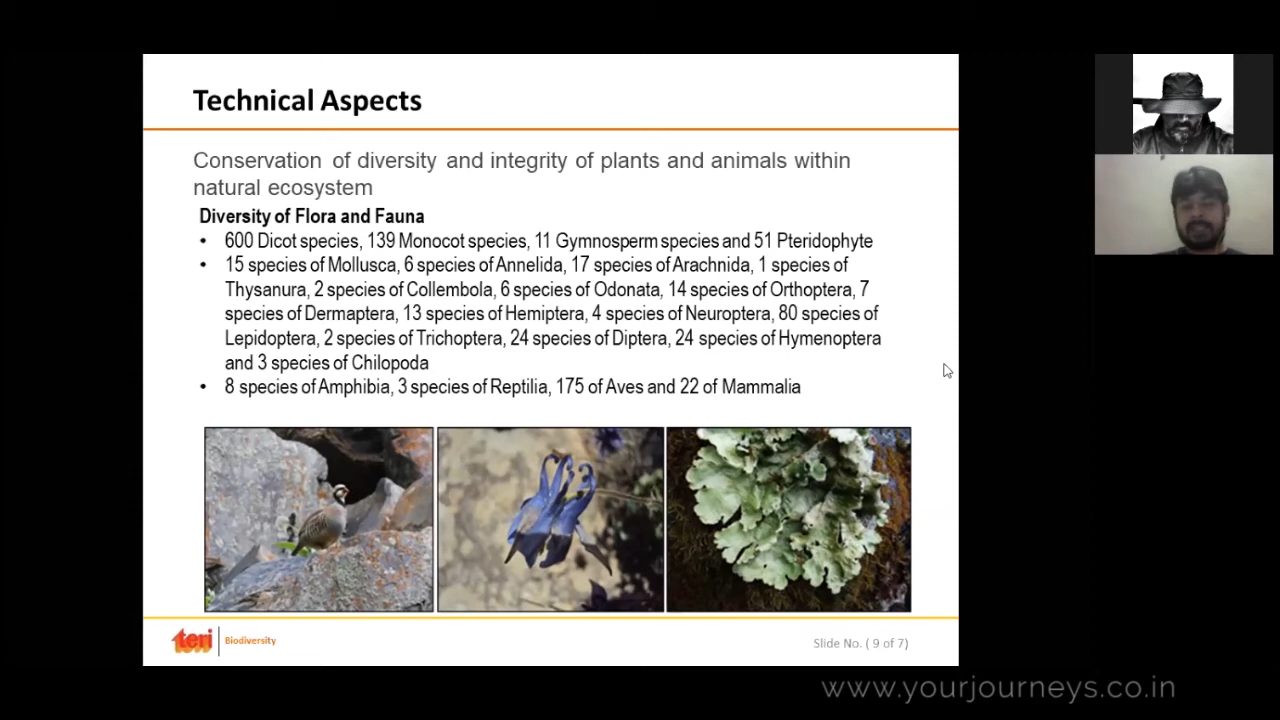 Technical Aspects
Conservation of diversity and integrity of plants and animals within
natural ecosystem
Diversity of Flora and Fauna
• 600 Dicot species, 139 Monocot species, 11 Gymnosperm species and 51 Pteridophyte
• 15 species of Mollusca, 6 species of Annelida, 17 species of Arachnida, 1 species of
Thysanura, 2 species of Collembola, 6 species of Odonata, 14 species of Orthoptera, 7
species of Dermaptera, 13 species of Hemiptera, 4 species of Neuroptera, 80 species of
Lepidoptera, 2 species of Trichoptera, 24 species of Diptera, 24 species of Hymenoptera
and 3 species of Chilopoda
• 8 species of Amphibia, 3 species of Reptilia, 175 of Aves and 22 of Mammalia
teri Biodiversity
Slide No. ( 9 of 7)
www.yourjourneys.co.in